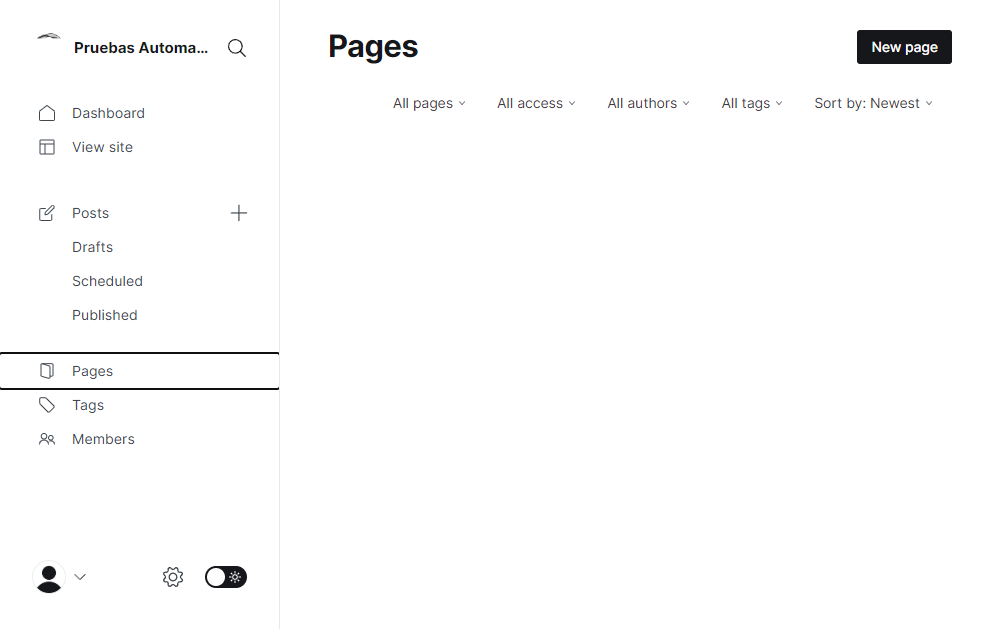 Pruebas Automa...
Dashboard
View site
Posts
Drafts
Scheduled
Published
Pages
Tags
Members
Pages
New page
All pages
All access
All authors
All tags
Sort by: Newest